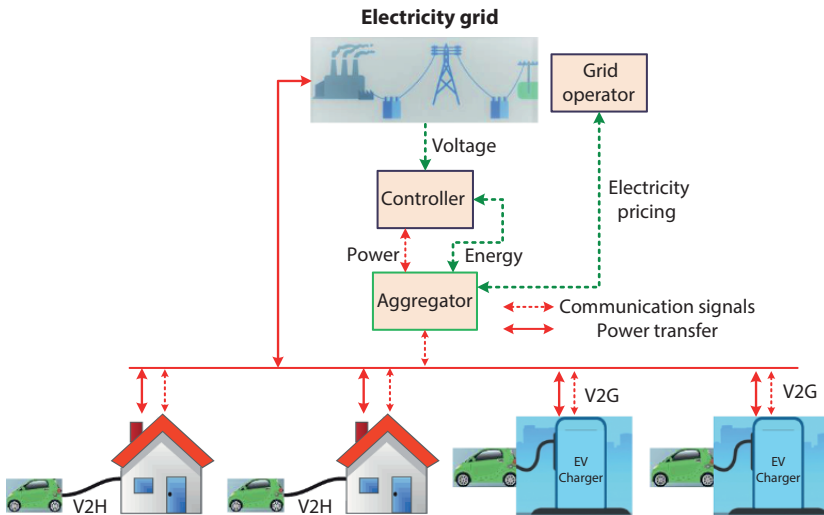 Electricity grid
Grid
operator
Voltage
Electricity
pricing
Controller
Power
Energy
Aggregator
Communication signals
Power transfer
V2G
V2G
EV
Charger
EV
Charger
V2H
V2H